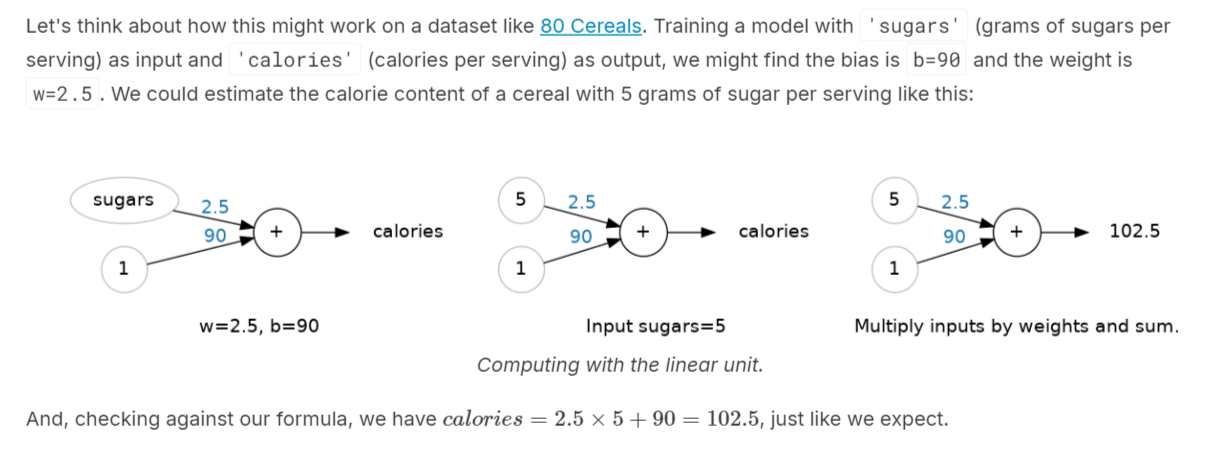 Let's think about how this might work on a dataset like 80 Cereals. Training a model with 'sugars' (grams of sugars per
serving) as input and 'calories' (calories per serving) as output, we might find the bias is b=90 and the weight is
w=2.5. We could estimate the calorie content of a cereal with 5 grams of sugar per serving like this:
sugars
2.5
90
1
+
calories
w=2.5, b=90
5
2.5
90
1
+
calories
Input sugars=5
5
2.5
90
1
+
102.5
Multiply inputs by weights and sum.
Computing with the linear unit.
And, checking against our formula, we have calories = 2.5 × 5 + 90 = 102.5, just like we expect.